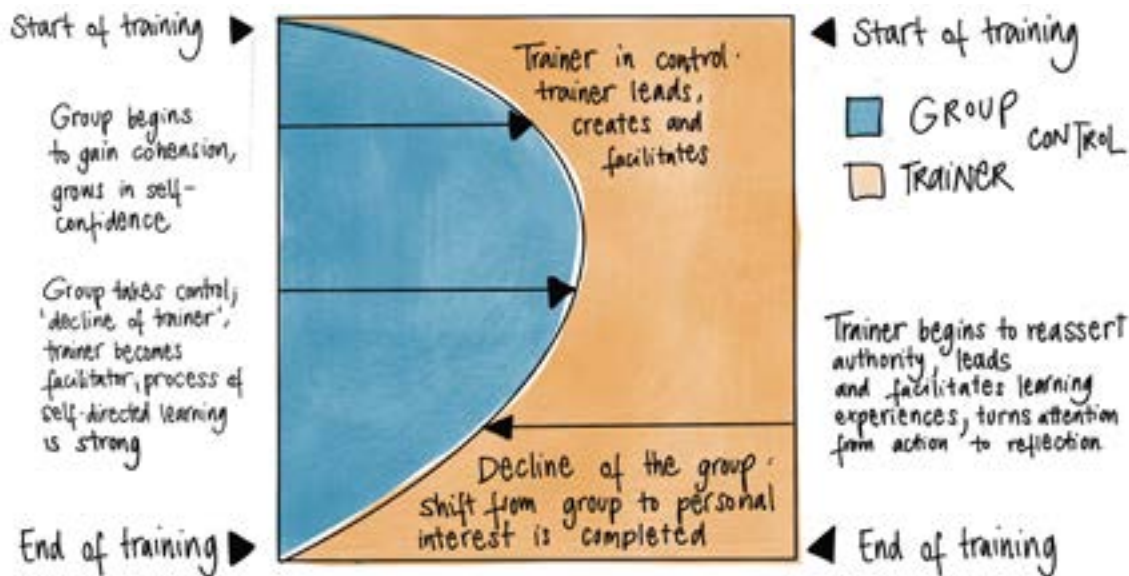 Start of training
Group begins
to gain cohension,
grows in self-
confidence
Group takes control,
'decline of trainer',
trainer becomes
facilitator, process of
self-directed learning
is strong
End of training
Trainer in control.
trainer leads,
creates and
facilitates
Decline of the group.
shift from group to personal
interest is completed
Start of training
GROUP
CONTROL
TRAINER
Trainer begins to reassert
authority, leads
and facilitates learning
experiences, turns attention
from action to reflection
End of training